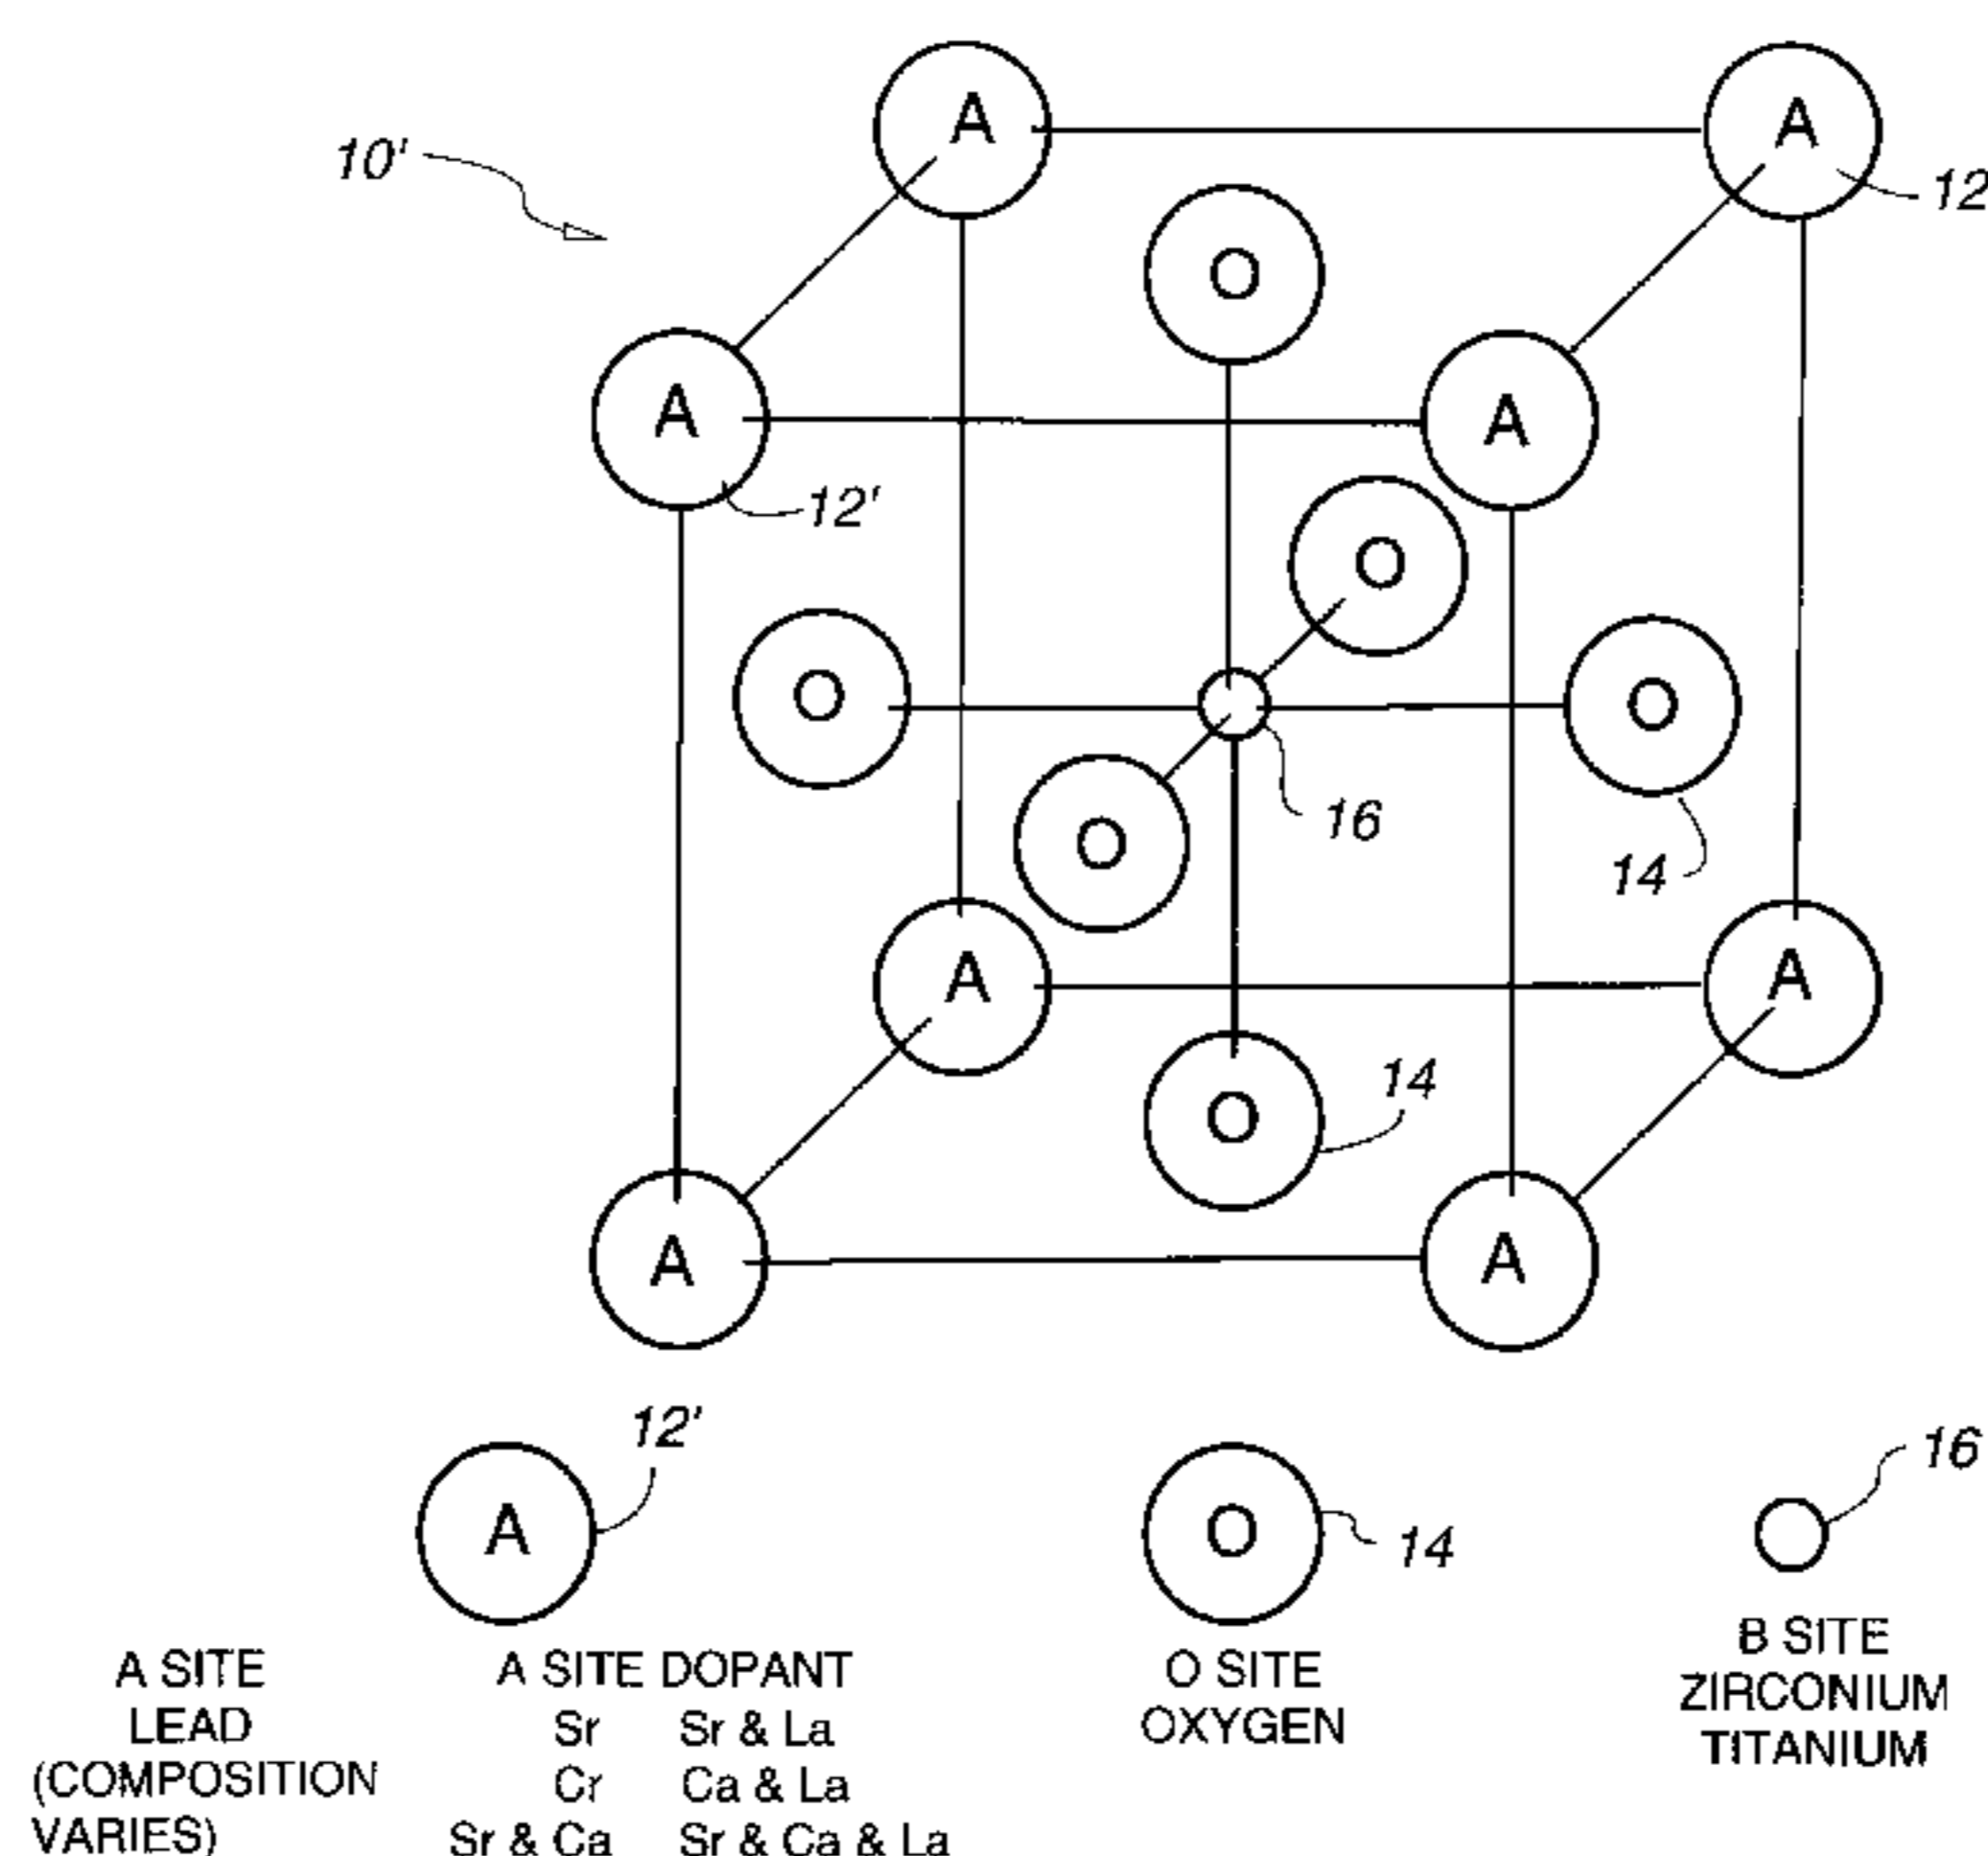 A A
10'
12
O
A A
12'
O
O O
16
O
14
A A
14
O
A A
12'
16
A O
14
A SITE
LEAD
(COMPOSITION
VARIES)
A SITE DOPANT
Sr Sr & La
Cr Ca & La
Sr & Ca Sr & Ca & La
O SITE
OXYGEN
B SITE
ZIRCONIUM
TITANIUM